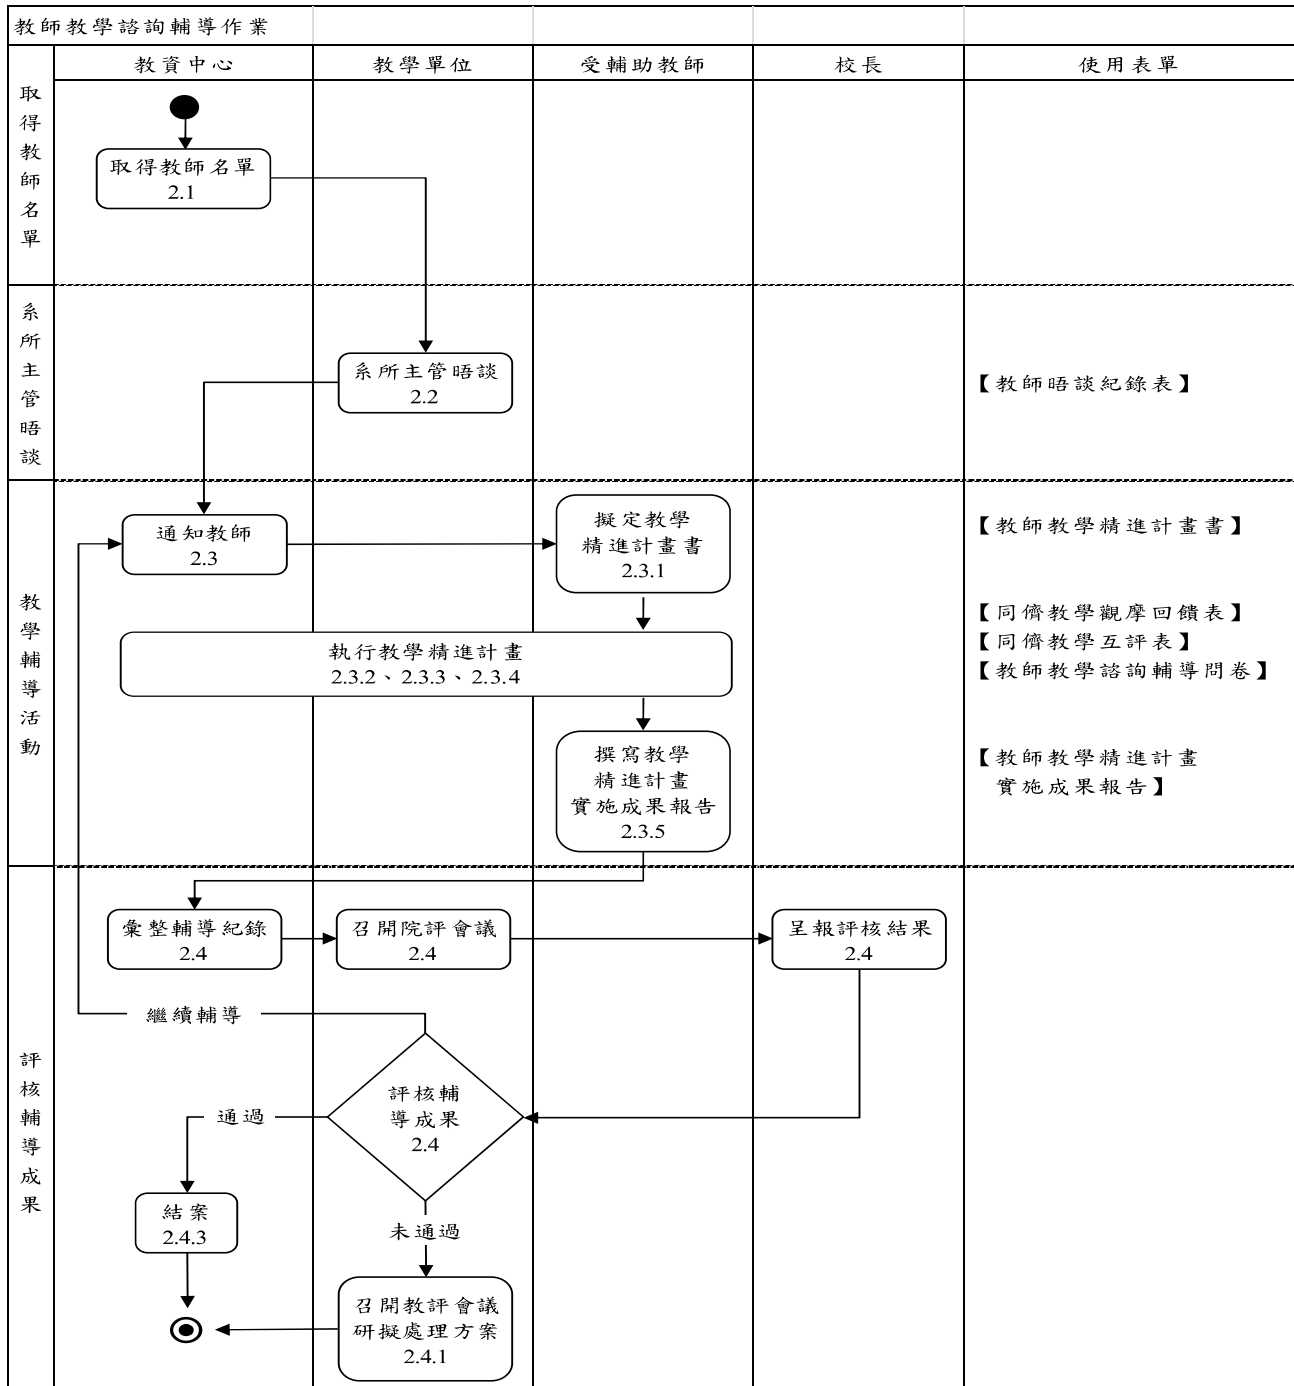 教師教學諮詢輔導作業
教資中心
教學單位
受輔助教師
校長
使用表單
取得教師名單
取得教師名單
2.1
系所主管晤談
系所主管晤談
2.2
【教師晤談紀錄表】
教學輔導活動
通知教師
2.3
擬定教學
精進計畫書
2.3.1
【教師教學精進計畫書】
執行教學精進計畫
2.3.2、2.3.3、2.3.4
【同儕教學觀摩回饋表】
【同儕教學互評表】
【教師教學諮詢輔導問卷】
撰寫教學
精進計畫
實施成果報告
2.3.5
【教師教學精進計畫
實施成果報告】
評核輔導成果
彙整輔導紀錄
2.4
召開院評會議
2.4
呈報評核結果
2.4
繼續輔導
評核輔
導成果
2.4
通過
結案
2.4.3
未通過
召開教評會議
研擬處理方案
2.4.1